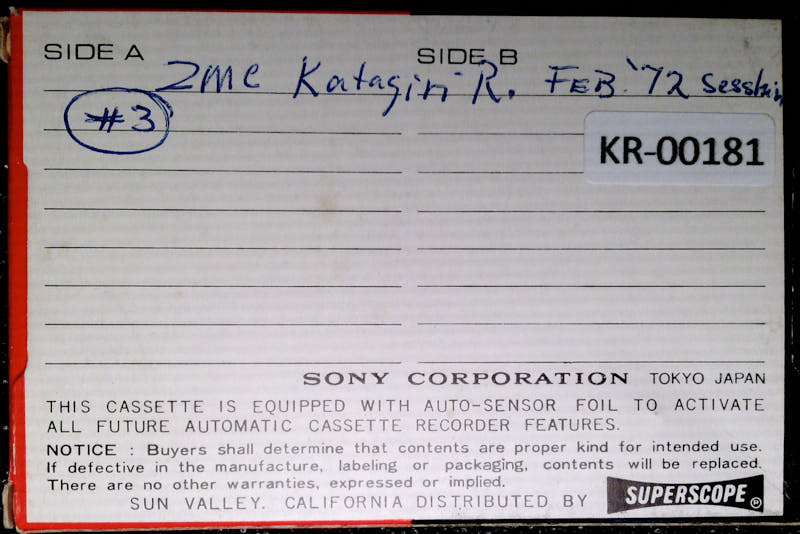 SIDE A SIDE B
ZMC Katagiri R. FEB. '72 Sesshin
#3
KR-00181
SONY CORPORATION TOKYO JAPAN
THIS CASSETTE IS EQUIPPED WITH AUTO-SENSOR FOIL TO ACTIVATE
ALL FUTURE AUTOMATIC CASSETTE RECORDER FEATURES.
NOTICE : Buyers shall determine that contents are proper kind for intended use.
If defective in the manufacture, labeling or packaging, contents will be replaced.
There are no other warranties, expressed or implied.
SUN VALLEY. CALIFORNIA DISTRIBUTED BY SUPERSCOPE ®